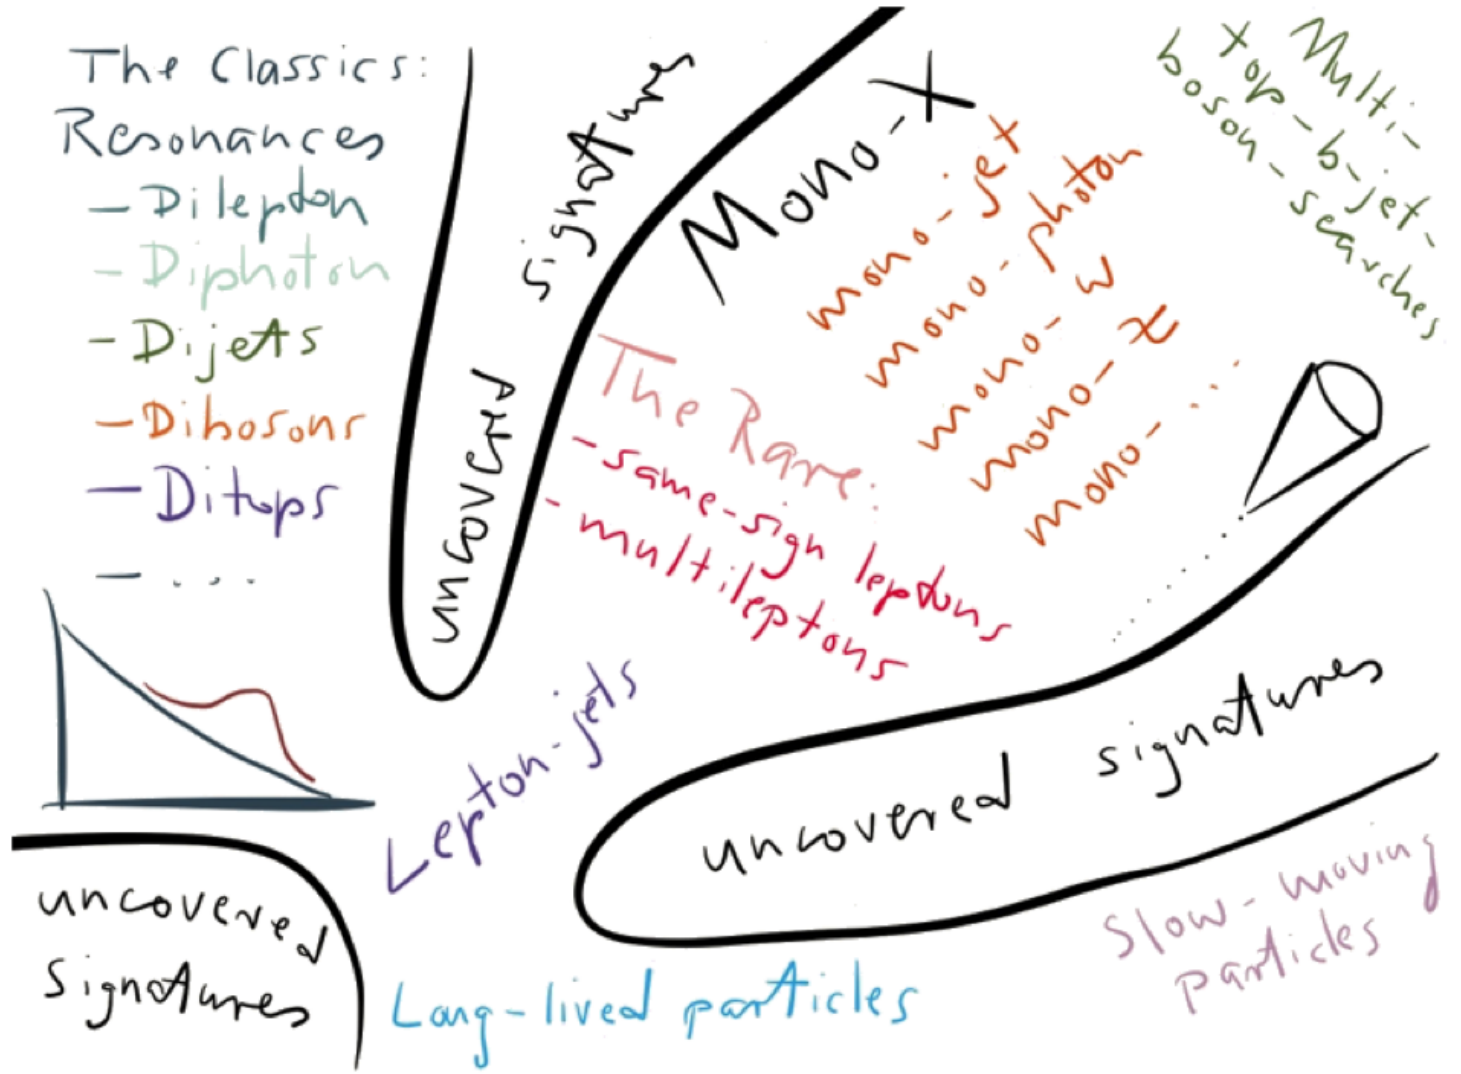 The Classics:
Resonances
- Dilepton
- Diphoton
- Dijets
- Dibosons
- Ditops
- ...
uncovered signatures
Mono-X
mono-jet
mono-photon
mono-W
mono-Z
mono-...
Multi-
top-b-jet-
boson-searches
The Rare:
- same-sign leptons
- multileptons
Lepton-jets
uncovered signatures
uncovered
signatures
Long-lived particles
Slow-moving
particles